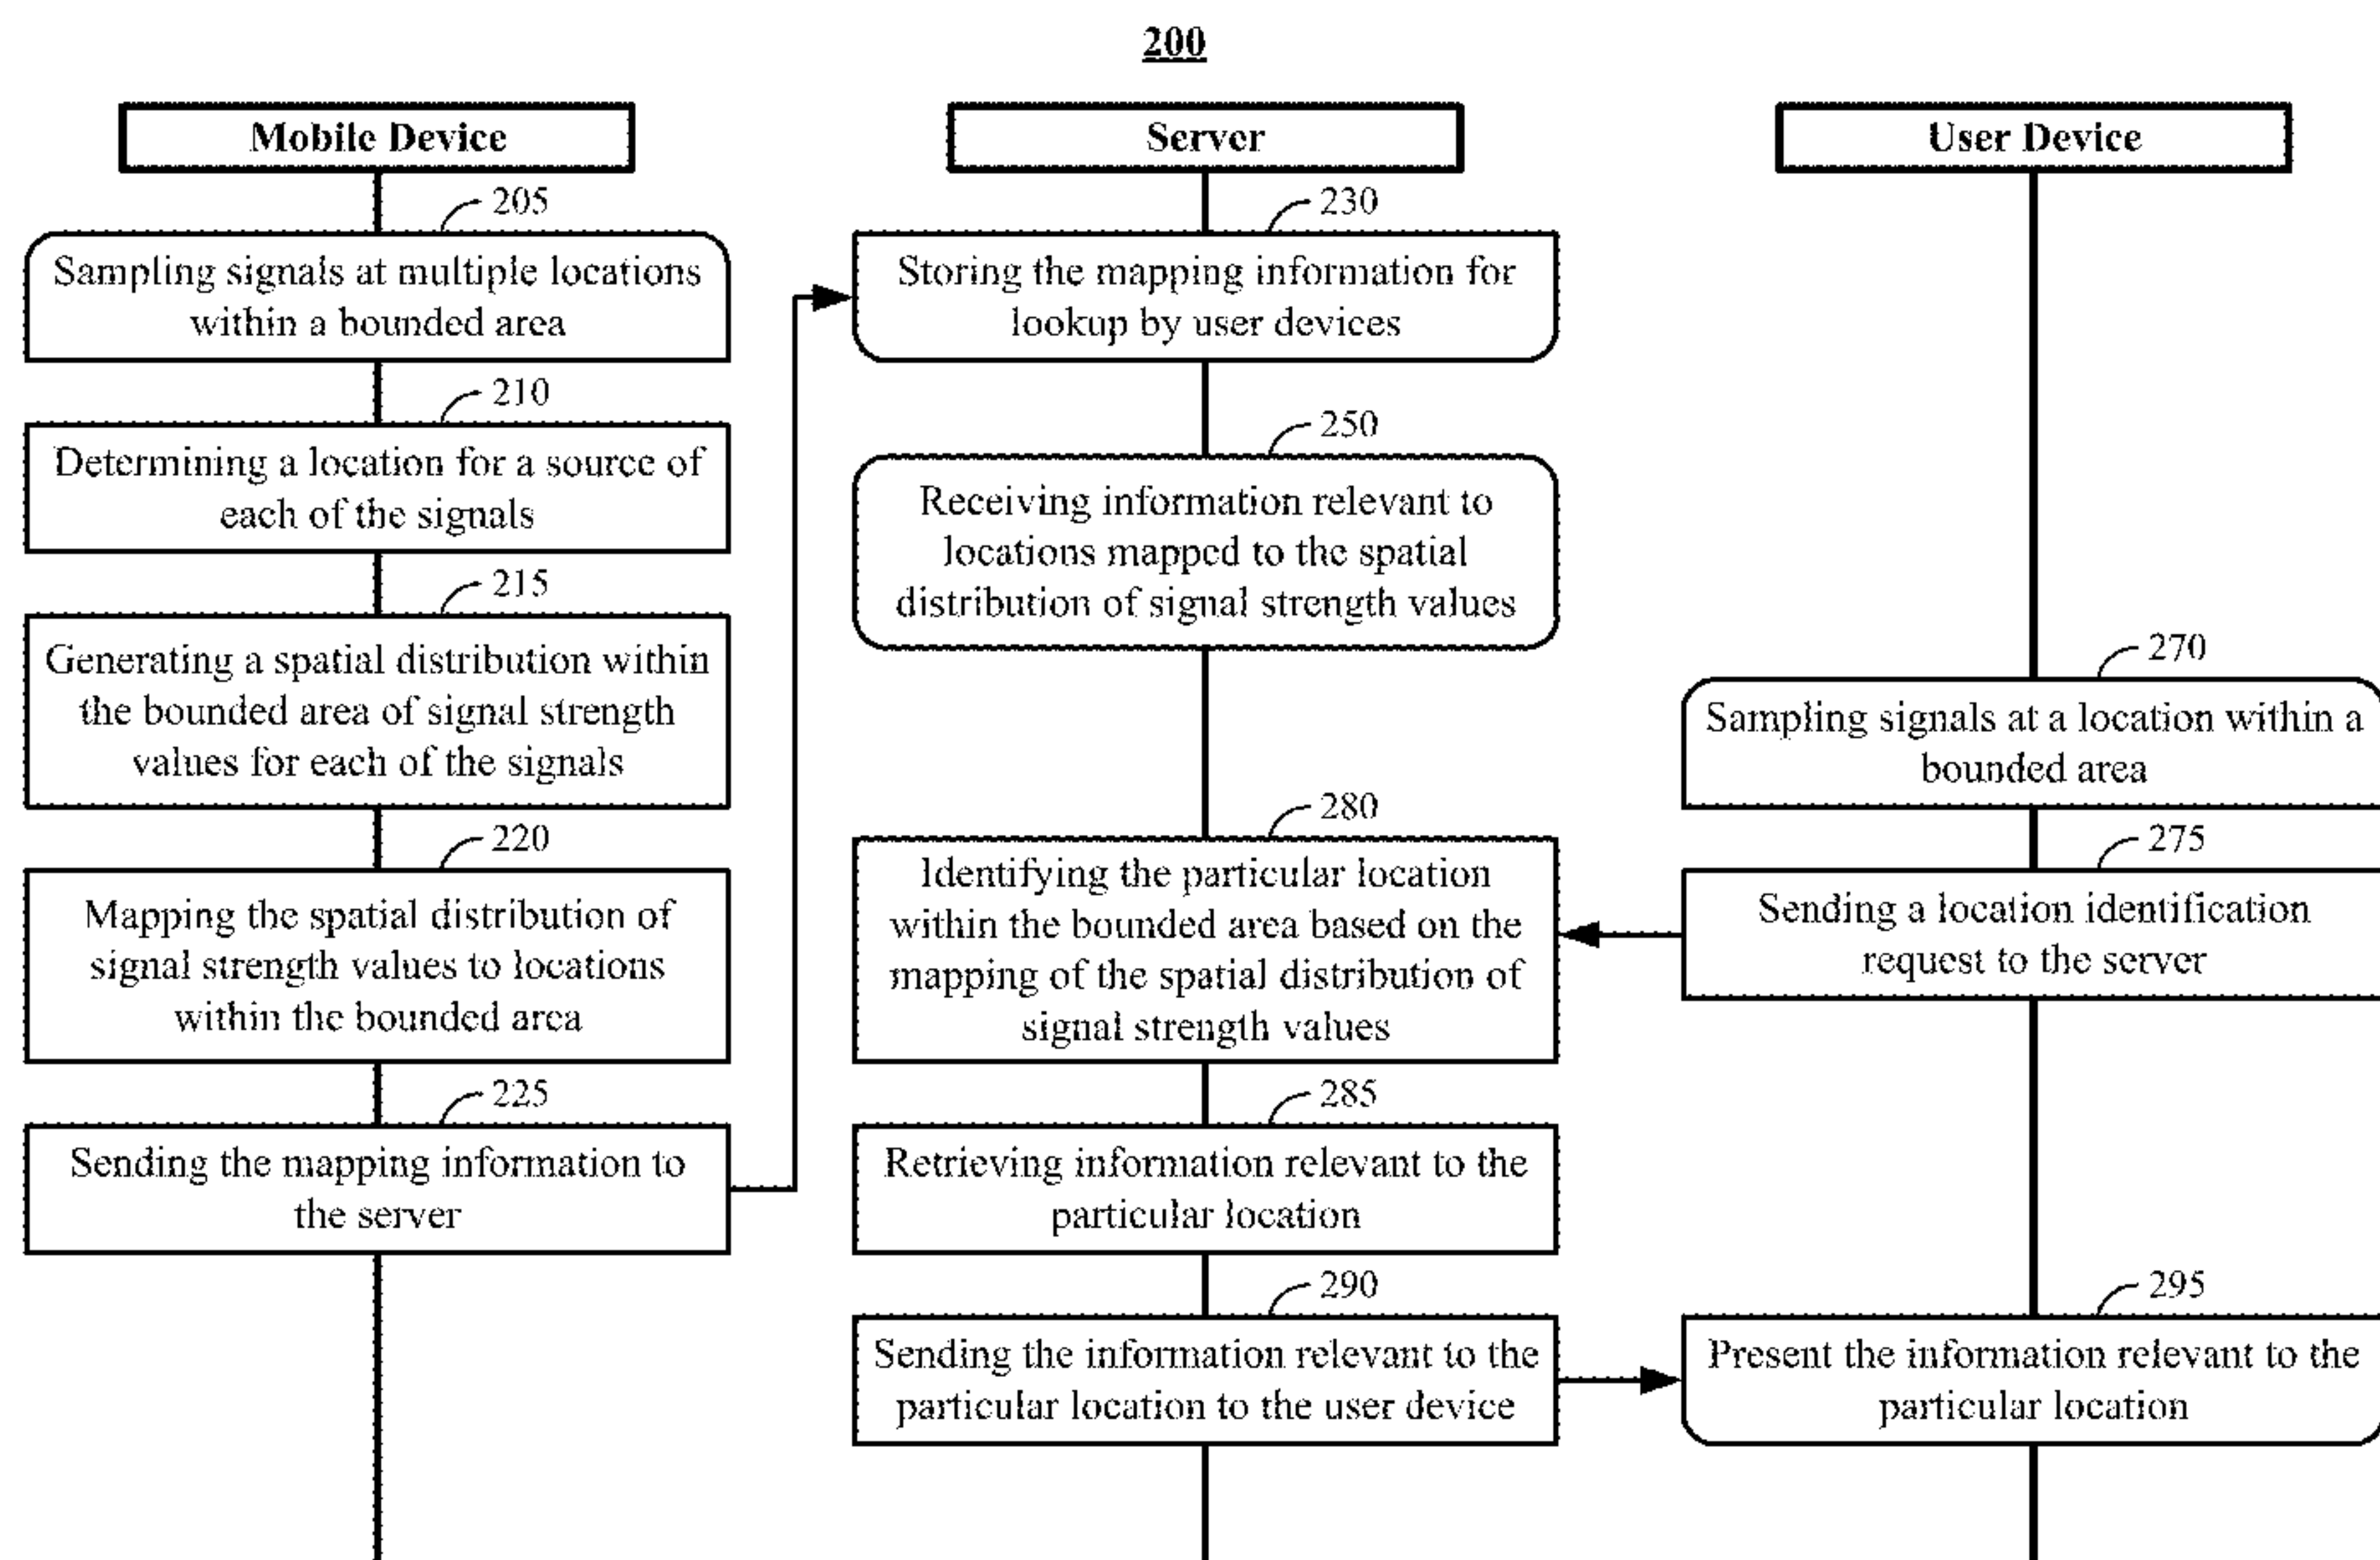 200
Mobile Device
205
Sampling signals at multiple locations
within a bounded area
210
Determining a location for a source of
each of the signals
215
Generating a spatial distribution within
the bounded area of signal strength
values for each of the signals
220
Mapping the spatial distribution of
signal strength values to locations
within the bounded area
225
Sending the mapping information to
the server
Server
230
Storing the mapping information for
lookup by user devices
250
Receiving information relevant to
locations mapped to the spatial
distribution of signal strength values
280
Identifying the particular location
within the bounded area based on the
mapping of the spatial distribution of
signal strength values
285
Retrieving information relevant to the
particular location
290
Sending the information relevant to the
particular location to the user device
User Device
270
Sampling signals at a location within a
bounded area
275
Sending a location identification
request to the server
295
Present the information relevant to the
particular location